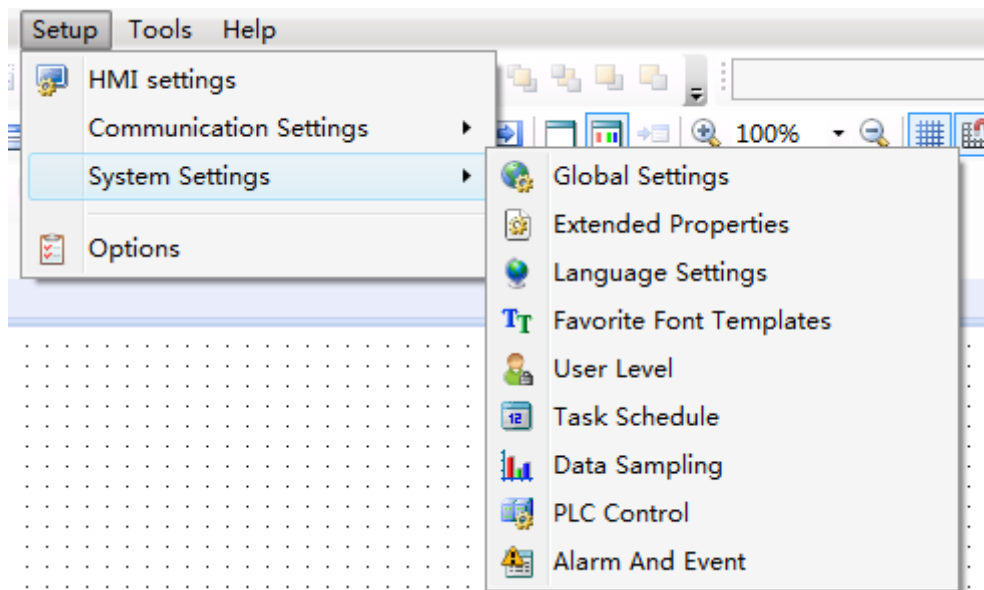 Setup Tools Help
HMI settings
Communication Settings
System Settings
Options
100%
Global Settings
Extended Properties
Language Settings
Favorite Font Templates
User Level
Task Schedule
Data Sampling
PLC Control
Alarm And Event